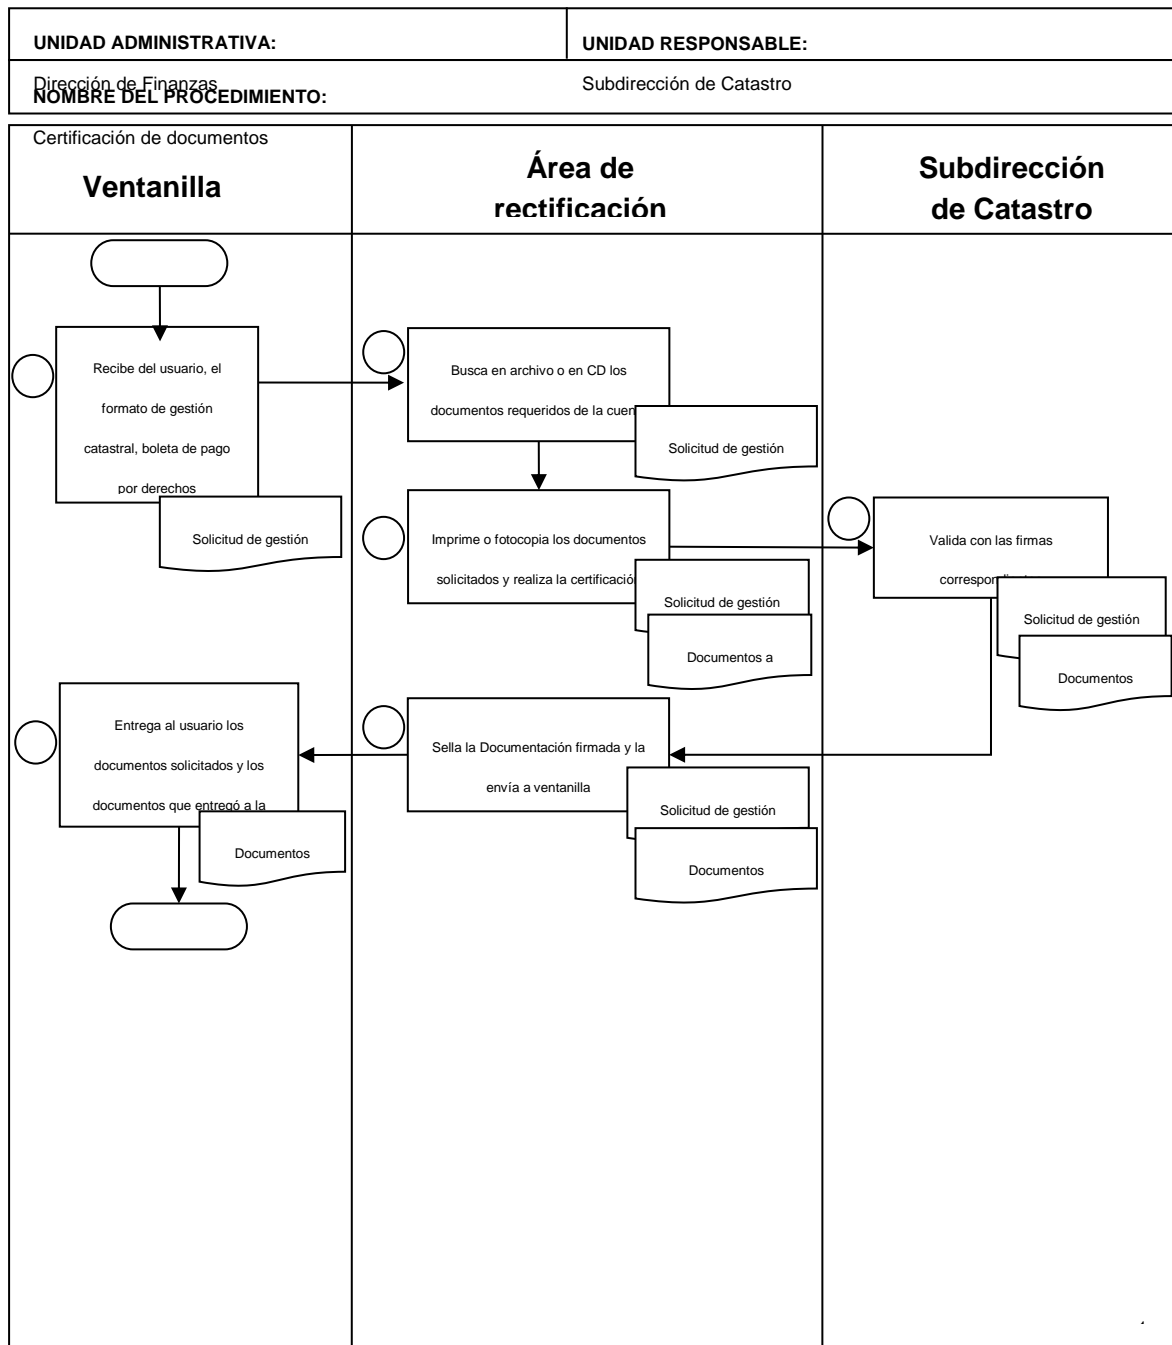 UNIDAD ADMINISTRATIVA:
UNIDAD RESPONSABLE:
Dirección de Finanzas
Subdirección de Catastro
NOMBRE DEL PROCEDIMIENTO:
Certificación de documentos
Ventanilla
Área de
rectificación
Subdirección
de Catastro
Recibe del usuario, el
formato de gestión
catastral, boleta de pago
por derechos
Solicitud de gestión
Busca en archivo o en CD los
documentos requeridos de la cuen
Solicitud de gestión
Imprime o fotocopia los documentos
solicitados y realiza la certificación
Solicitud de gestión
Documentos a
Valida con las firmas
Solicitud de gestión
Documentos
Sella la Documentación firmada y la
envía a ventanilla
Solicitud de gestión
Documentos
Entrega al usuario los
documentos solicitados y los
documentos que entregó a la
Documentos